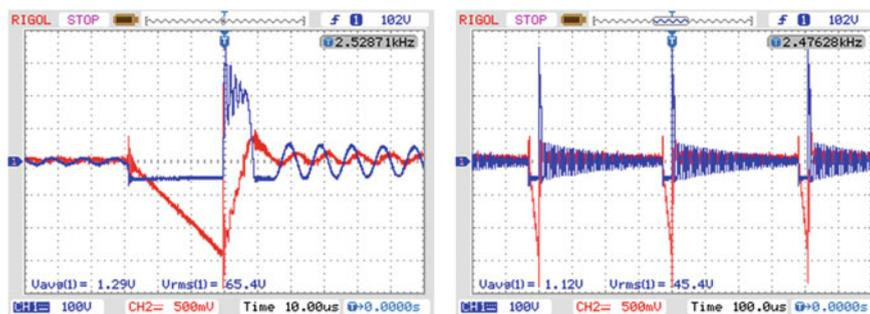 RIGOL STOP 1 102V
T
T 2.52871kHz
1
Vavg(1)= 1.29V Vrms(1)= 65.4V
CH1 100V CH2 500mV Time 10.00us T→0.0000s
RIGOL STOP 1 102V
T
T 2.47628kHz
1
Vavg(1)= 1.12V Vrms(1)= 45.4V
CH1 100V CH2 500mV Time 100.0us T→0.0000s